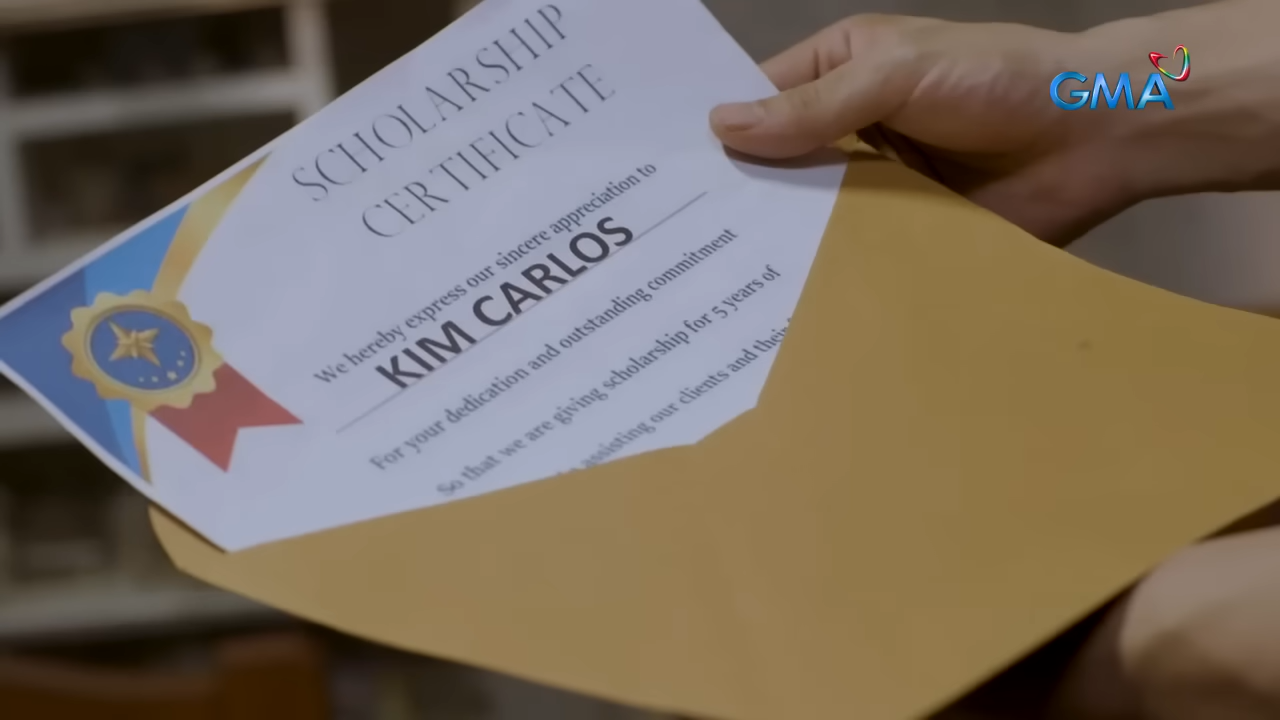 GMA
SCHOLARSHIP
CERTIFICATE
We hereby express our sincere appreciation to
KIM CARLOS
For your dedication and outstanding commitment
So that we are giving scholarship for 5 years of
assisting our clients and their